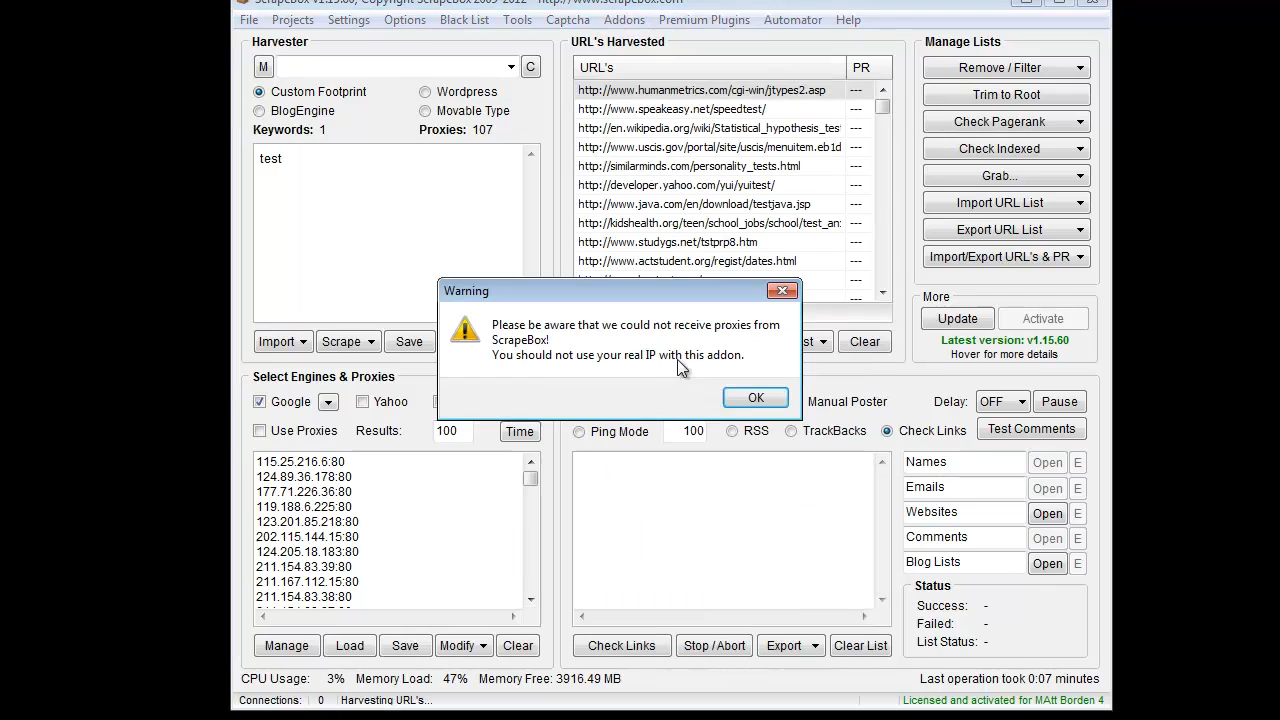 ScrapeBox v1.15.60, Copyright ScrapeBox 2009-2012 - http://www.scrapebox.com
File Projects Settings Options Black List Tools Captcha Addons Premium Plugins Automator Help
Harvester
M
C
Custom Footprint
Wordpress
BlogEngine
Movable Type
Keywords: 1 Proxies: 107
test
Import
Scrape
Save
URL's Harvested
URL's PR
http://www.humanmetrics.com/cgi-win/jtypes2.asp ---
http://www.speakeasy.net/speedtest/ ---
http://en.wikipedia.org/wiki/Statistical_hypothesis_test ---
http://www.uscis.gov/portal/site/uscis/menuitem.eb1d ---
http://similarminds.com/personality_tests.html ---
http://developer.yahoo.com/yui/yuitest/ ---
http://www.java.com/en/download/testjava.jsp ---
http://kidshealth.org/teen/school_jobs/school/test_an ---
http://www.studygs.net/tstprp8.htm ---
http://www.actstudent.org/regist/dates.html ---
---
---
Clear
Manage Lists
Remove / Filter
Trim to Root
Check Pagerank
Check Indexed
Grab...
Import URL List
Export URL List
Import/Export URL's & PR
More
Update
Activate
Latest version: v1.15.60
Hover for more details
Warning
Please be aware that we could not receive proxies from
ScrapeBox!
You should not use your real IP with this addon.
OK
Select Engines & Proxies
Google
Yahoo
Use Proxies
Results: 100
Time
115.25.216.6:80
124.89.36.178:80
177.71.226.36:80
119.188.6.225:80
123.201.85.218:80
202.115.144.15:80
124.205.18.183:80
211.154.83.39:80
211.167.112.15:80
211.154.83.38:80
Manage
Load
Save
Modify
Clear
Manual Poster
Delay: OFF
Pause
Ping Mode 100
RSS
TrackBacks
Check Links
Test Comments
Names Open E
Emails Open E
Websites Open E
Comments Open E
Blog Lists Open E
Status
Success: -
Failed: -
List Status: -
Check Links
Stop / Abort
Export
Clear List
CPU Usage: 3% Memory Load: 47% Memory Free: 3916.49 MB
Last operation took 0:07 minutes
Connections: 0 Harvesting URL's...
Licensed and activated for MAtt Borden 4